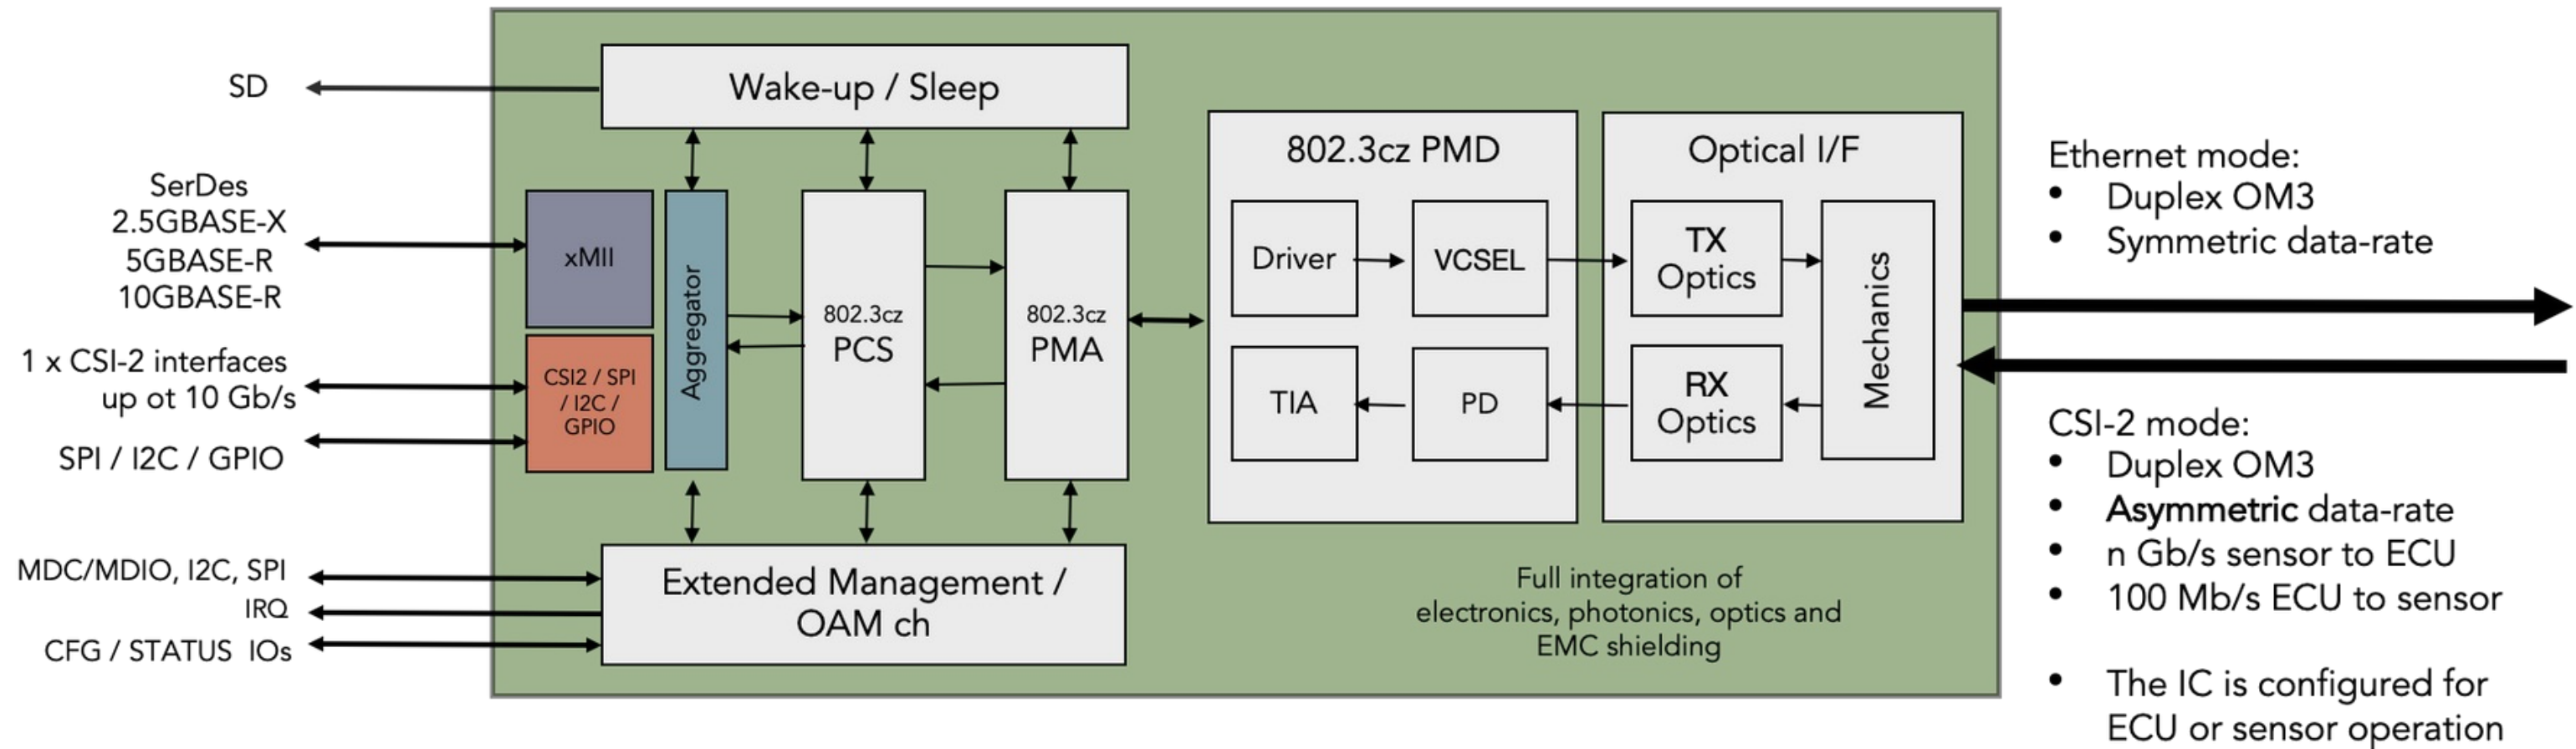 SD
SerDes
2.5GBASE-X
5GBASE-R
10GBASE-R
1 x CSI-2 interfaces
up ot 10 Gb/s
SPI / I2C / GPIO
MDC/MDIO, I2C, SPI
IRQ
CFG / STATUS IOs
Wake-up / Sleep
xMII
CSI2 / SPI
/ I2C /
GPIO
Aggregator
802.3cz
PCS
802.3cz
PMA
Extended Management /
OAM ch
802.3cz PMD
Driver
VCSEL
TIA
PD
Optical I/F
TX
Optics
RX
Optics
Mechanics
Full integration of
electronics, photonics, optics and
EMC shielding
Ethernet mode:
• Duplex OM3
• Symmetric data-rate
CSI-2 mode:
• Duplex OM3
• Asymmetric data-rate
• n Gb/s sensor to ECU
• 100 Mb/s ECU to sensor
• The IC is configured for
ECU or sensor operation